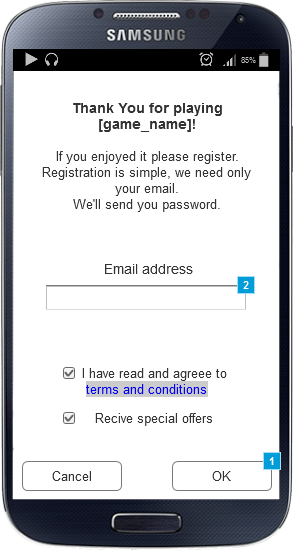 SAMSUNG
85%
Thank You for playing
[game_name]!
If you enjoyed it please register.
Registration is simple, we need only
your email.
We'll send you password.
Email address
2
I have read and agreee to
terms and conditions
Recive special offers
1
Cancel
OK